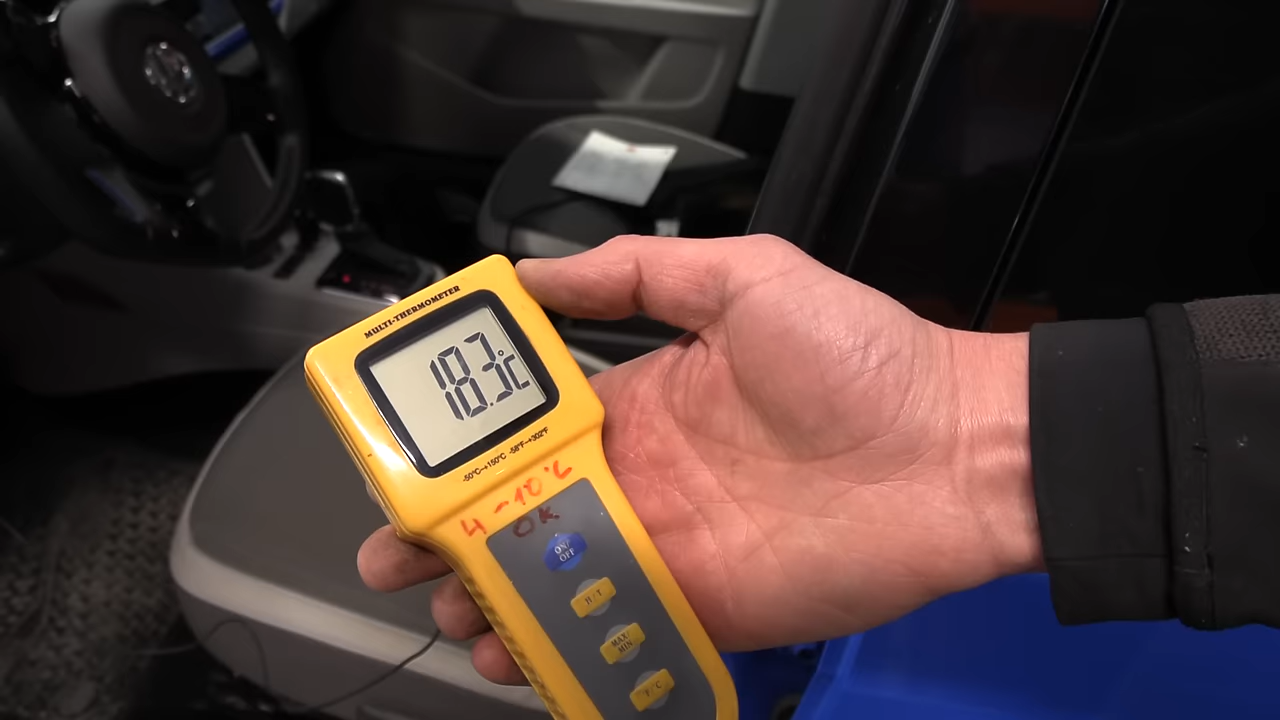 MULTI-THERMOMETER
18.3°C
-50°C~+150°C -58°F~+302°F
4-10°C
OK
ON/
OFF
H/T
MAX/
MIN
°F/°C